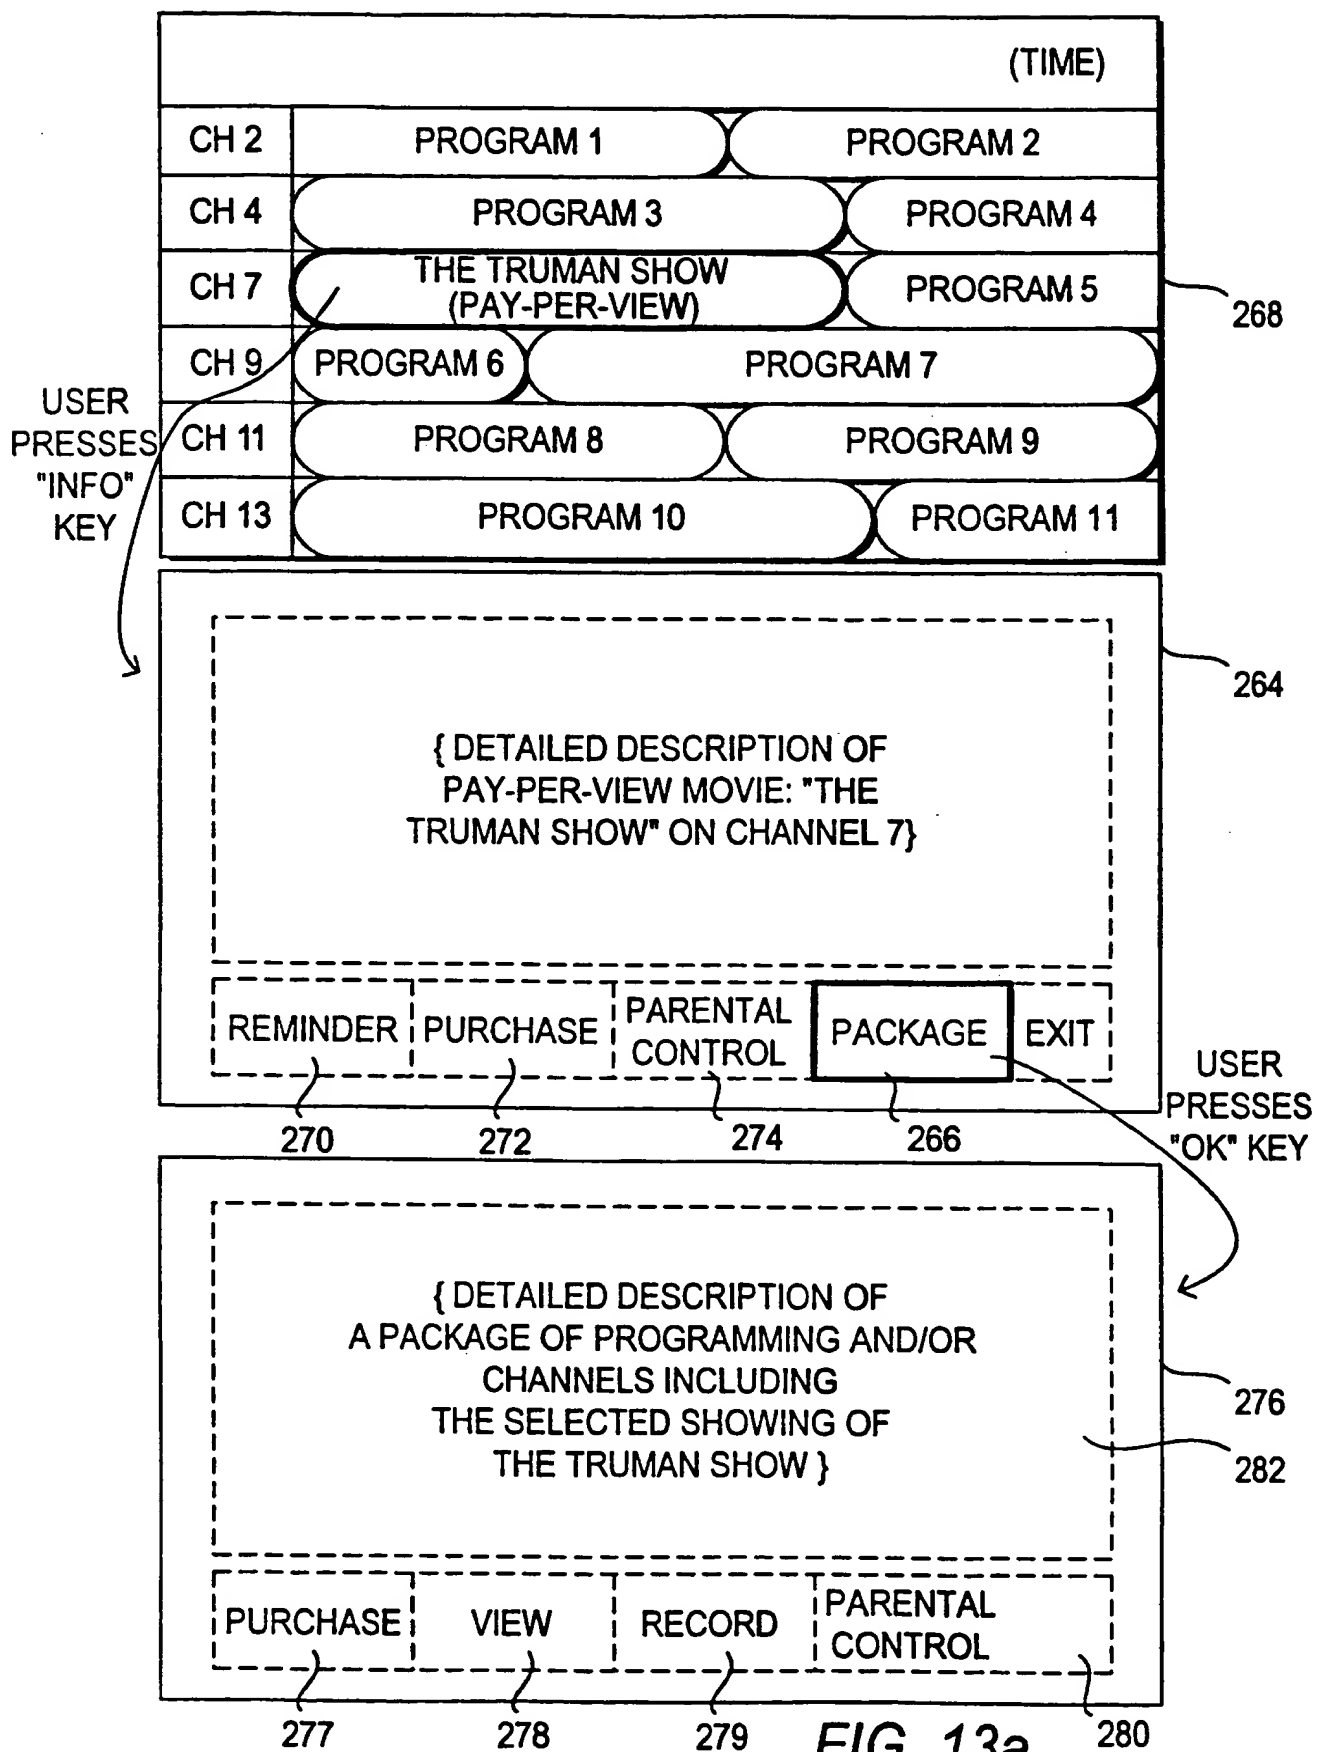 (TIME)
CH 2 PROGRAM 1 PROGRAM 2
CH 4 PROGRAM 3 PROGRAM 4
CH 7 THE TRUMAN SHOW
(PAY-PER-VIEW) PROGRAM 5
268
CH 9 PROGRAM 6 PROGRAM 7
CH 11 PROGRAM 8 PROGRAM 9
CH 13 PROGRAM 10 PROGRAM 11
USER
PRESSES
"INFO"
KEY
264
{ DETAILED DESCRIPTION OF
PAY-PER-VIEW MOVIE: "THE
TRUMAN SHOW" ON CHANNEL 7}
REMINDER PURCHASE PARENTAL
CONTROL PACKAGE EXIT
270 272 274 266
USER
PRESSES
"OK" KEY
{ DETAILED DESCRIPTION OF
A PACKAGE OF PROGRAMMING AND/OR
CHANNELS INCLUDING
THE SELECTED SHOWING OF
THE TRUMAN SHOW }
276
282
PURCHASE VIEW RECORD PARENTAL
CONTROL
277 278 279 280
FIG. 13a